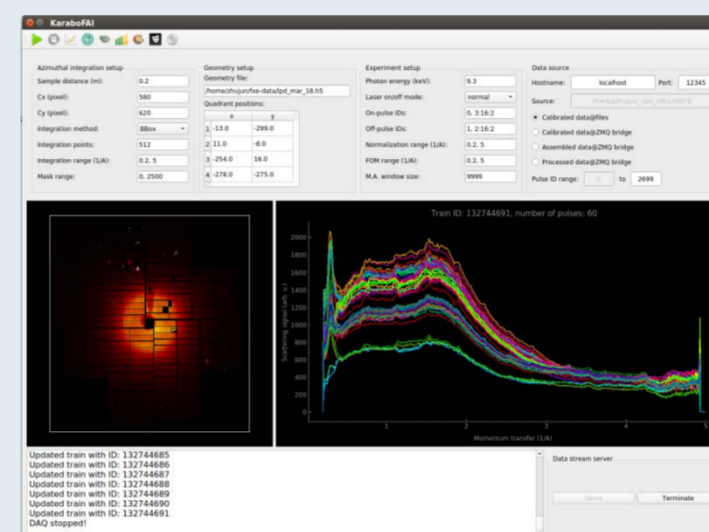 KaraboFAI
Azimuthal integration setup
Sample distance (m): 0.2
Cx (pixel): 580
Cy (pixel): 620
Integration method: BBox
Integration points: 512
Integration range (1/A): 0.2, 5
Mask range: 0, 2500
Geometry setup
Geometry file:
/home/zhujun/fxe-data/lpd_mar_18.h5
Quadrant positions:
x y
1 -13.0 -299.0
2 11.0 -8.0
3 -254.0 16.0
4 -278.0 -275.0
Experiment setup
Photon energy (keV): 9.3
Laser on/off mode: normal
On-pulse IDs: 0, 3:16:2
Off-pulse IDs: 1, 2:16:2
Normalization range (1/A): 0.2, 5
FOM range (1/A): 0.2, 5
M.A. window size: 9999
Data source
Hostname: localhost Port: 12345
Source:
Calibrated data@files
Calibrated data@ZMQ bridge
Assembled data@ZMQ bridge
Processed data@ZMQ bridge
Pulse ID range: 0 to 2699
Train ID: 132744691, number of pulses: 60
Scattering signal (arb. u.)
2000
1800
1600
1400
1200
1000
800
600
400
200
0
1 2 3 4 5
Momentum transfer (1/A)
Updated train with ID: 132744685
Updated train with ID: 132744686
Updated train with ID: 132744687
Updated train with ID: 132744688
Updated train with ID: 132744689
Updated train with ID: 132744690
Updated train with ID: 132744691
DAQ stopped!
Data stream server
Serve Terminate